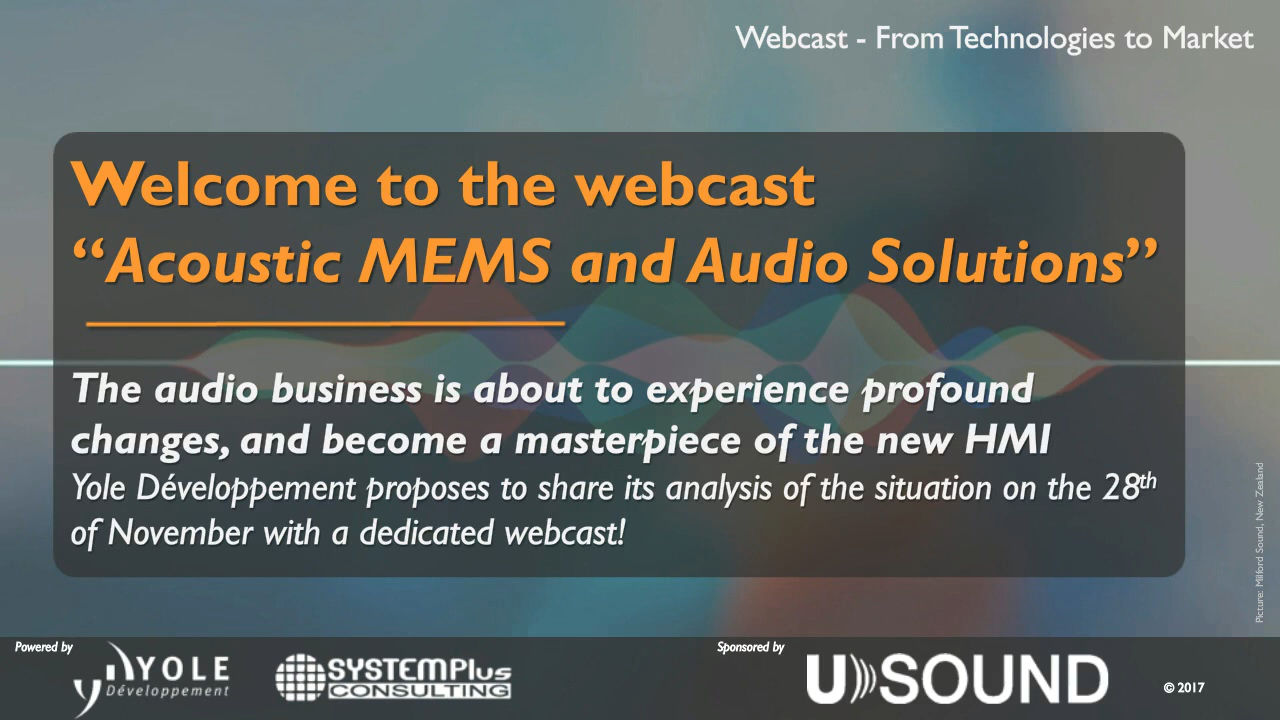 Webcast - From Technologies to Market
Welcome to the webcast
“Acoustic MEMS and Audio Solutions”
The audio business is about to experience profound
changes, and become a masterpiece of the new HMI
Yole Développement proposes to share its analysis of the situation on the 28th
of November with a dedicated webcast!
Picture: Milford Sound, New Zealand
Powered by
YOLE
Développement
SYSTEMPlus
CONSULTING
Sponsored by
U)))SOUND
© 2017